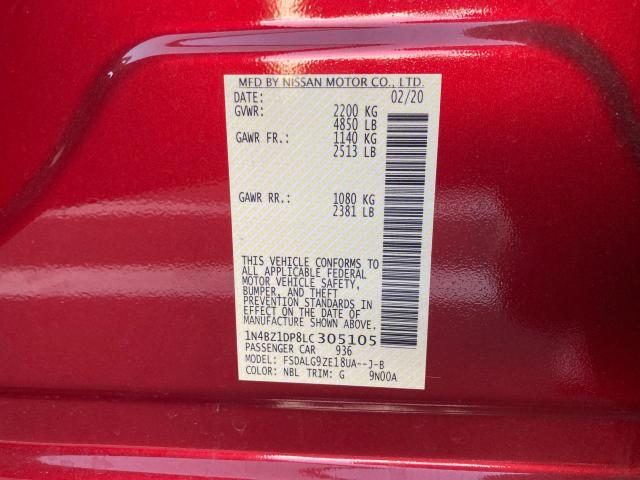 MFD BY NISSAN MOTOR CO., LTD.
DATE: 02/20
GVWR: 2200 KG
4850 LB
GAWR FR.: 1140 KG
2513 LB
GAWR RR.: 1080 KG
2381 LB
THIS VEHICLE CONFORMS TO
ALL APPLICABLE FEDERAL
MOTOR VEHICLE SAFETY,
BUMPER, AND THEFT
PREVENTION STANDARDS IN
EFFECT ON THE DATE OF
MANUFACTURE SHOWN ABOVE.
1N4BZ1DP8LC305105
PASSENGER CAR 936
MODEL: FSDALG9ZE18UA--J-B
COLOR: NBL TRIM: G 9N00A